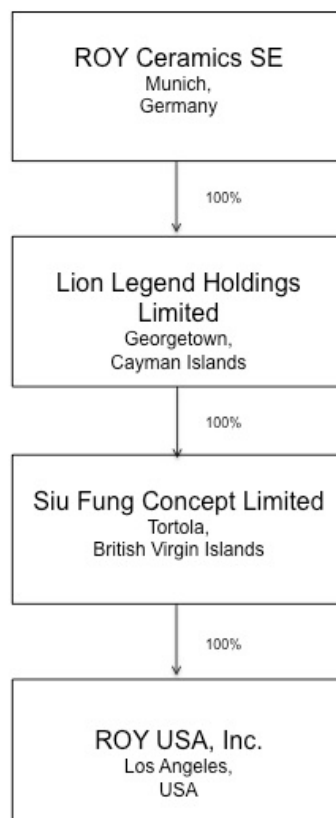 ROY Ceramics SE
Munich,
Germany
100%
Lion Legend Holdings
Limited
Georgetown,
Cayman Islands
100%
Siu Fung Concept Limited
Tortola,
British Virgin Islands
100%
ROY USA, Inc.
Los Angeles,
USA